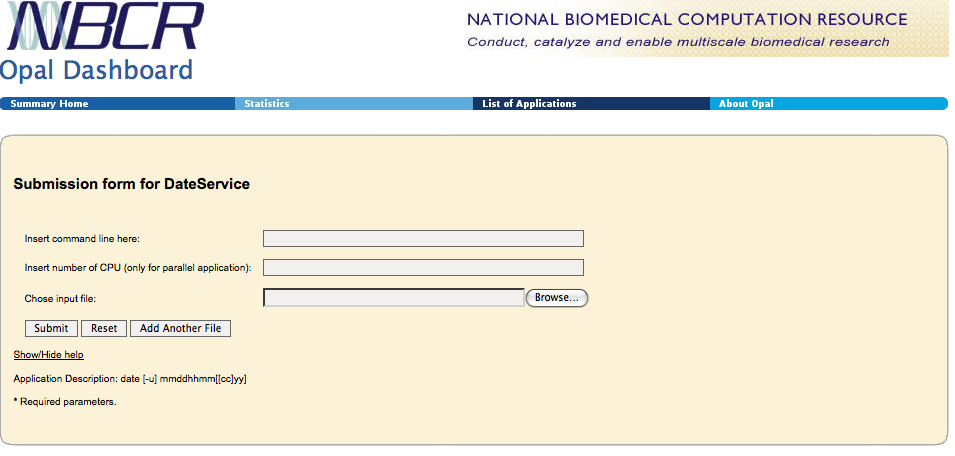 NBCR
NATIONAL BIOMEDICAL COMPUTATION RESOURCE
Conduct, catalyze and enable multiscale biomedical research
Opal Dashboard
Summary Home Statistics List of Applications About Opal
Submission form for DateService
Insert command line here:
Insert number of CPU (only for parallel application):
Chose input file: Browse...
Submit Reset Add Another File
Show/Hide help
Application Description: date [-u] mmddhhmm[[cc]yy]
* Required parameters.